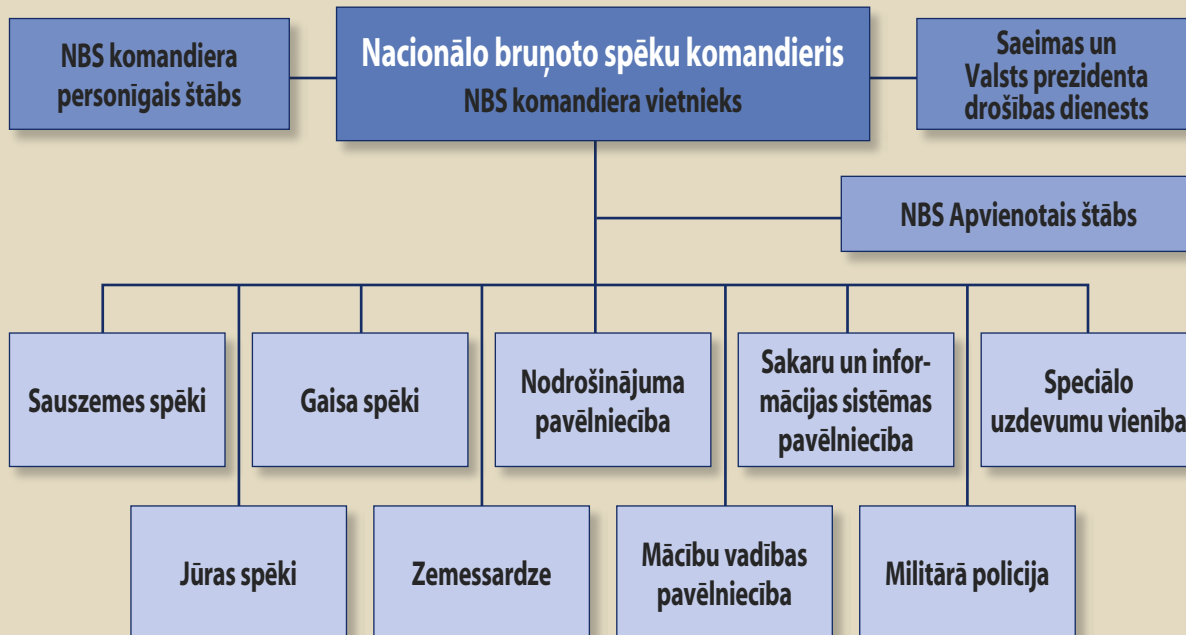 NBS komandiera
personīgais štābs
Nacionālo bruņoto spēku komandieris
NBS komandiera vietnieks
Saeimas un
Valsts prezidenta
drošības dienests
NBS Apvienotais štābs
Sauszemes spēki
Gaisa spēki
Nodrošinājuma
pavēlniecība
Sakaru un infor-
mācijas sistēmas
pavēlniecība
Speciālo
uzdevumu vienība
Jūras spēki
Zemessardze
Mācību vadības
pavēlniecība
Militārā policija